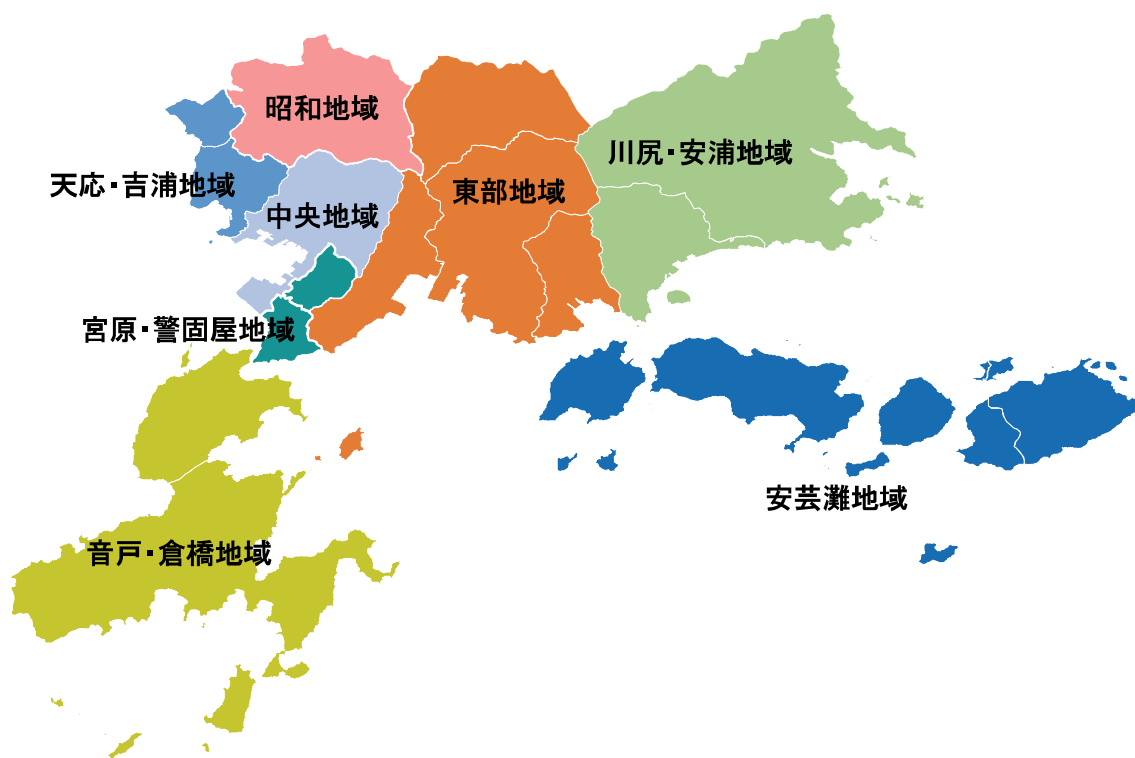 昭和地域
川尻・安浦地域
天応・吉浦地域
東部地域
中央地域
宮原・警固屋地域
安芸灘地域
音戸・倉橋地域